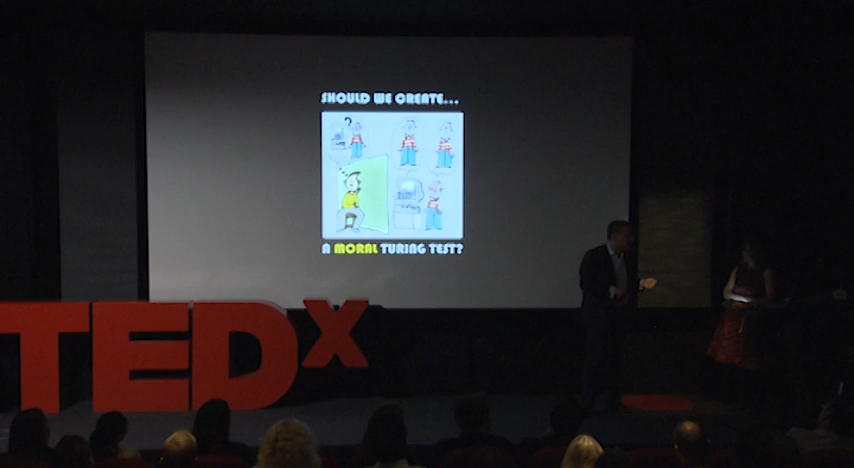 SHOULD WE CREATE...
?
A MORAL TURING TEST?
TEDx